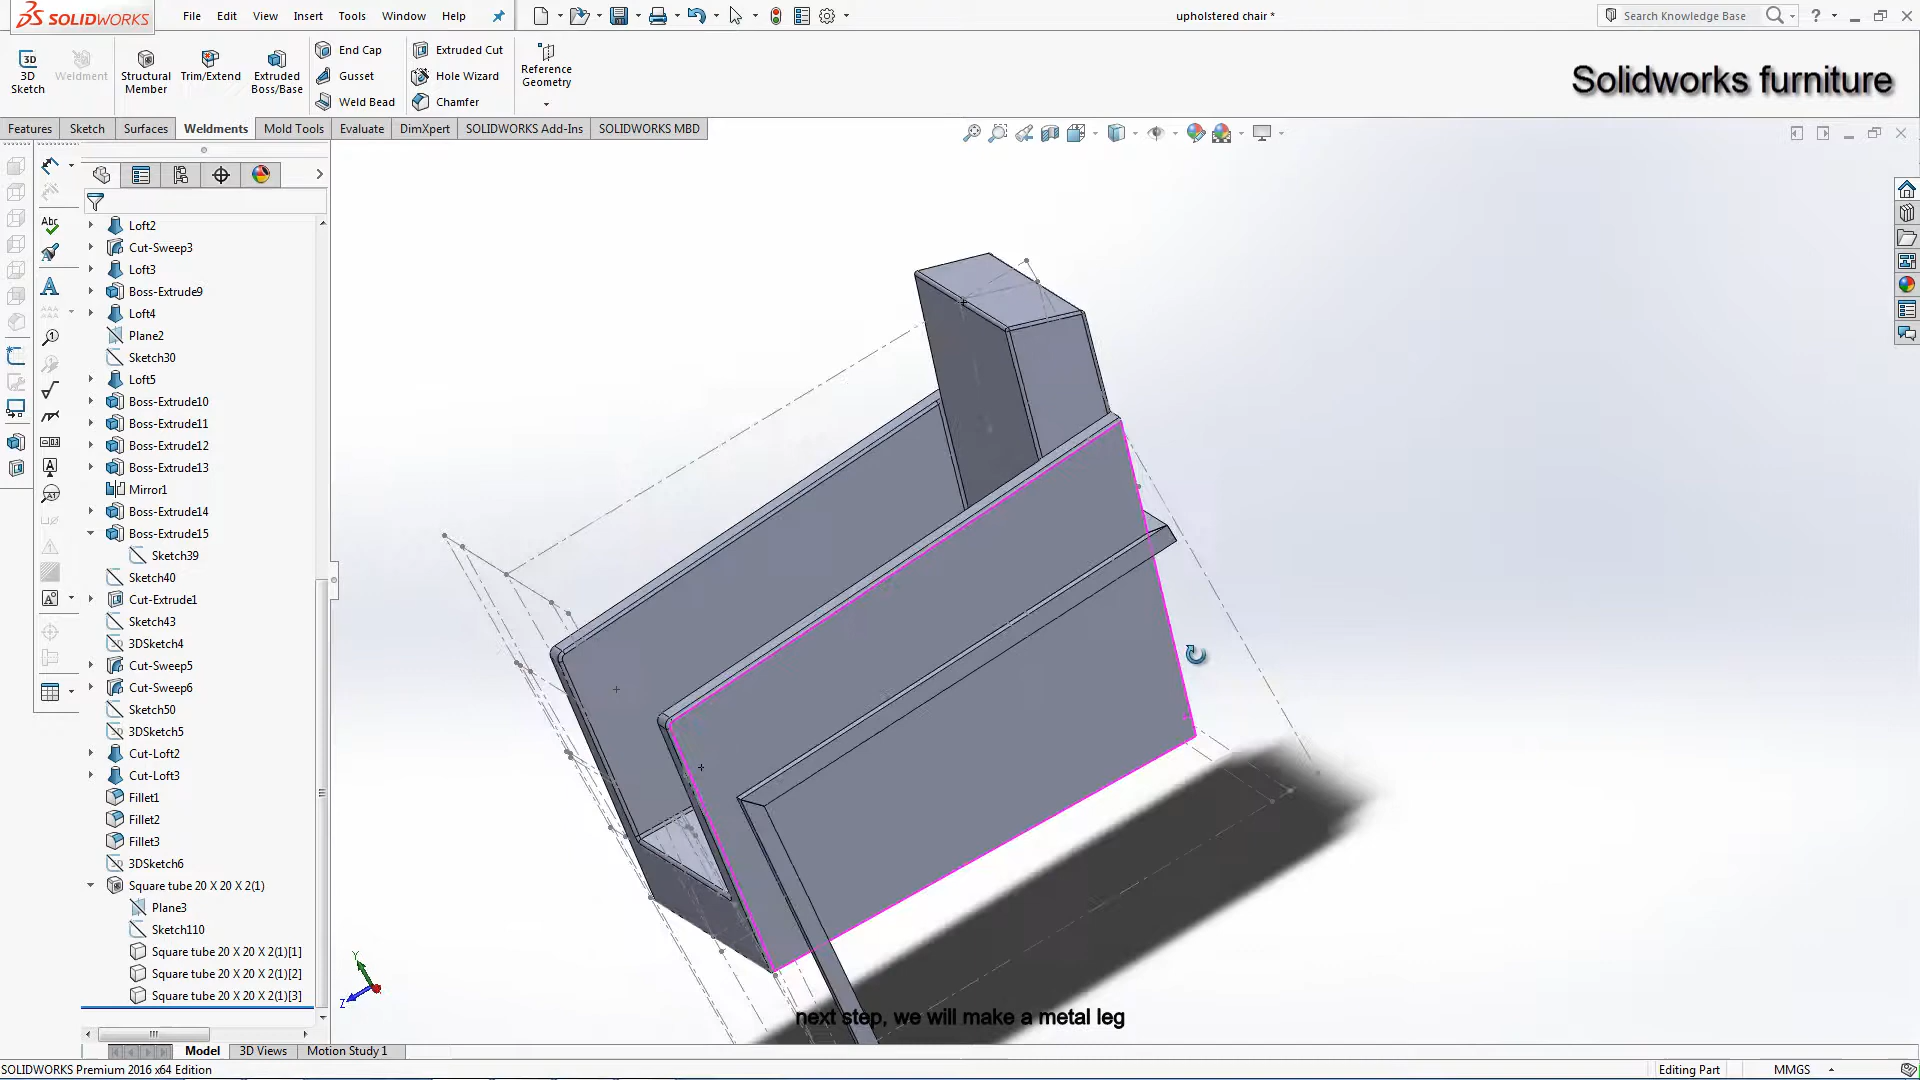 SOLIDWORKS
File Edit View Insert Tools Window Help
upholstered chair *
Search Knowledge Base
?
3D Sketch
Weldment
Structural Member
Trim/Extend
Extruded Boss/Base
End Cap
Gusset
Weld Bead
Extruded Cut
Hole Wizard
Chamfer
Reference Geometry
Solidworks furniture
Features Sketch Surfaces Weldments Mold Tools Evaluate DimXpert SOLIDWORKS Add-Ins SOLIDWORKS MBD
Loft2
Cut-Sweep3
Loft3
Boss-Extrude9
Loft4
Plane2
Sketch30
Loft5
Boss-Extrude10
Boss-Extrude11
Boss-Extrude12
Boss-Extrude13
Mirror1
Boss-Extrude14
Boss-Extrude15
Sketch39
Sketch40
Cut-Extrude1
Sketch43
3DSketch4
Cut-Sweep5
Cut-Sweep6
Sketch50
3DSketch5
Cut-Loft2
Cut-Loft3
Fillet1
Fillet2
Fillet3
3DSketch6
Square tube 20 X 20 X 2(1)
Plane3
Sketch110
Square tube 20 X 20 X 2(1)[1]
Square tube 20 X 20 X 2(1)[2]
Square tube 20 X 20 X 2(1)[3]
Y
Z
next step, we will make a metal leg
Model 3D Views Motion Study 1
SOLIDWORKS Premium 2016 x64 Edition
Editing Part
MMGS